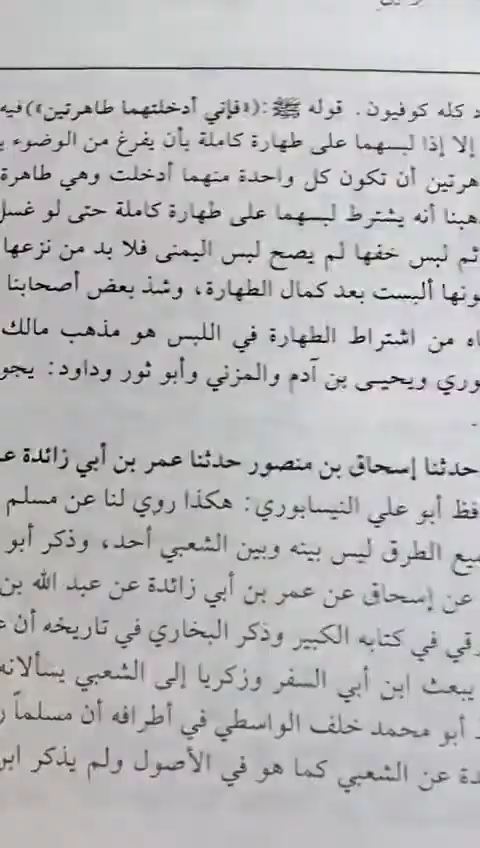 د كله كوفيون. قوله ﷺ: («فإني أدخلتهما طاهرتين») فيه
إلا إذا لبسهما على طهارة كاملة بأن يفرغ من الوضوء
هرتين أن تكون كل واحدة منهما أدخلت وهي طاهرة
هبنا أنه يشترط لبسهما على طهارة كاملة حتى لو غسل
ثم لبس خفها لم يصح لبس اليمنى فلا بد من نزعها
ونها ألبست بعد كمال الطهارة، وشذ بعض أصحابنا
اه من اشتراط الطهارة في اللبس هو مذهب مالك
وري ويحيى بن آدم والمزني وأبو ثور وداود: يجو
حدثنا إسحاق بن منصور حدثنا عمر بن أبي زائدة عـ
فظ أبو علي النيسابوري: هكذا روي لنا عن مسلم
يع الطرق ليس بينه وبين الشعبي أحد، وذكر أبو
عن إسحاق عن عمر بن أبي زائدة عن عبد الله بن
رقي في كتابه الكبير وذكر البخاري في تاريخه أن
يبعث ابن أبي السفر وزكريا إلى الشعبي يسألانه
أبو محمد خلف الواسطي في أطرافه أن مسلماً
دة عن الشعبي كما هو في الأصول ولم يذكر ابن